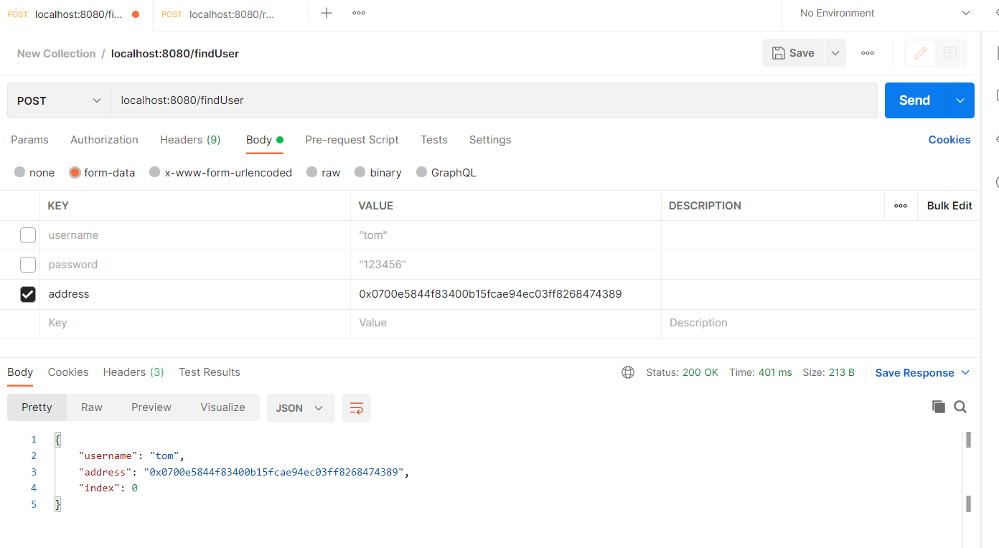 POST localhost:8080/fi... POST localhost:8080/r... No Environment
New Collection / localhost:8080/findUser Save
POST localhost:8080/findUser Send
Params Authorization Headers (9) Body Pre-request Script Tests Settings Cookies
none form-data x-www-form-urlencoded raw binary GraphQL
KEY VALUE DESCRIPTION Bulk Edit
username "tom"
password "123456"
address 0x0700e5844f83400b15fcae94ec03ff8268474389
Key Value Description
Body Cookies Headers (3) Test Results Status: 200 OK Time: 401 ms Size: 213 B Save Response
Pretty Raw Preview Visualize JSON
1 {
2 "username": "tom",
3 "address": "0x0700e5844f83400b15fcae94ec03ff8268474389",
4 "index": 0
5 }